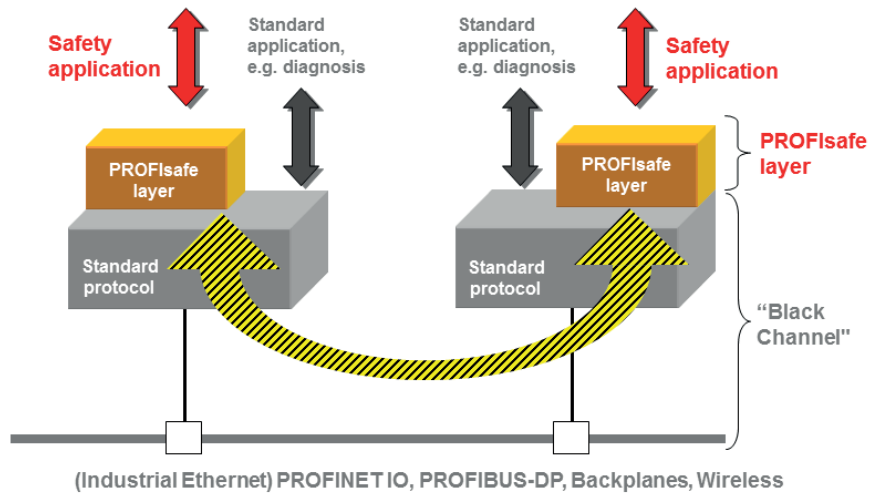 Safety
application
Standard
application,
e.g. diagnosis
Standard
application,
e.g. diagnosis
Safety
application
PROFIsafe
layer
PROFIsafe
layer
PROFIsafe
layer
Standard
protocol
Standard
protocol
“Black
Channel"
(Industrial Ethernet) PROFINET IO, PROFIBUS-DP, Backplanes, Wireless